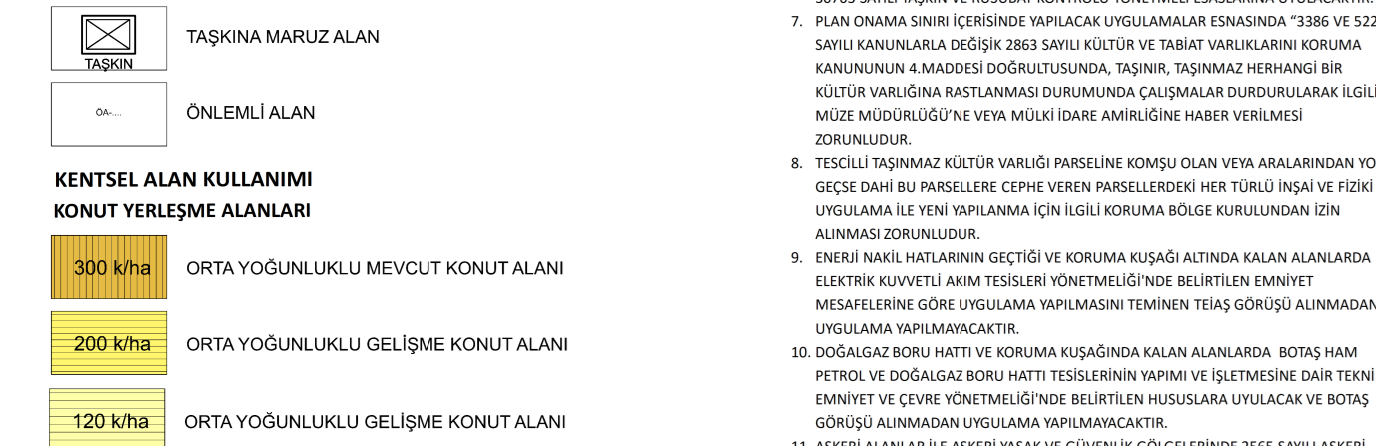 TAŞKIN
TAŞKINA MARUZ ALAN
ÖA-....
ÖNLEMLİ ALAN
KENTSEL ALAN KULLANIMI
KONUT YERLEŞME ALANLARI
300 k/ha
ORTA YOĞUNLUKLU MEVCUT KONUT ALANI
200 k/ha
ORTA YOĞUNLUKLU GELİŞME KONUT ALANI
120 k/ha
ORTA YOĞUNLUKLU GELİŞME KONUT ALANI
7. PLAN ONAMA SINIRI İÇERİSİNDE YAPILACAK UYGULAMALAR ESNASINDA “3386 VE 522
SAYILI KANUNLARLA DEĞİŞİK 2863 SAYILI KÜLTÜR VE TABİAT VARLIKLARINI KORUMA
KANUNUNUN 4.MADDESİ DOĞRULTUSUNDA, TAŞINIR, TAŞINMAZ HERHANGİ BİR
KÜLTÜR VARLIĞINA RASTLANMASI DURUMUNDA ÇALIŞMALAR DURDURULARAK İLGİLİ
MÜZE MÜDÜRLÜĞÜ’NE VEYA MÜLKİ İDARE AMİRLİĞİNE HABER VERİLMESİ
ZORUNLUDUR.
8. TESCİLLİ TAŞINMAZ KÜLTÜR VARLIĞI PARSELİNE KOMŞU OLAN VEYA ARALARINDAN YO
GEÇSE DAHİ BU PARSELLERE CEPHE VEREN PARSELLERDEKİ HER TÜRLÜ İNŞAİ VE FİZİKİ
UYGULAMA İLE YENİ YAPILANMA İÇİN İLGİLİ KORUMA BÖLGE KURULUNDAN İZİN
ALINMASI ZORUNLUDUR.
9. ENERJİ NAKİL HATLARININ GEÇTİĞİ VE KORUMA KUŞAĞI ALTINDA KALAN ALANLARDA
ELEKTRİK KUVVETLİ AKIM TESİSLERİ YÖNETMELİĞİ'NDE BELİRTİLEN EMNİYET
MESAFELERİNE GÖRE UYGULAMA YAPILMASINI TEMİNEN TEİAŞ GÖRÜŞÜ ALINMADAN
UYGULAMA YAPILMAYACAKTIR.
10. DOĞALGAZ BORU HATTI VE KORUMA KUŞAĞINDA KALAN ALANLARDA BOTAŞ HAM
PETROL VE DOĞALGAZ BORU HATTI TESİSLERİNİN YAPIMI VE İŞLETMESİNE DAİR TEKNİ
EMNİYET VE ÇEVRE YÖNETMELİĞİ'NDE BELİRTİLEN HUSUSLARA UYULACAK VE BOTAŞ
GÖRÜŞÜ ALINMADAN UYGULAMA YAPILMAYACAKTIR.